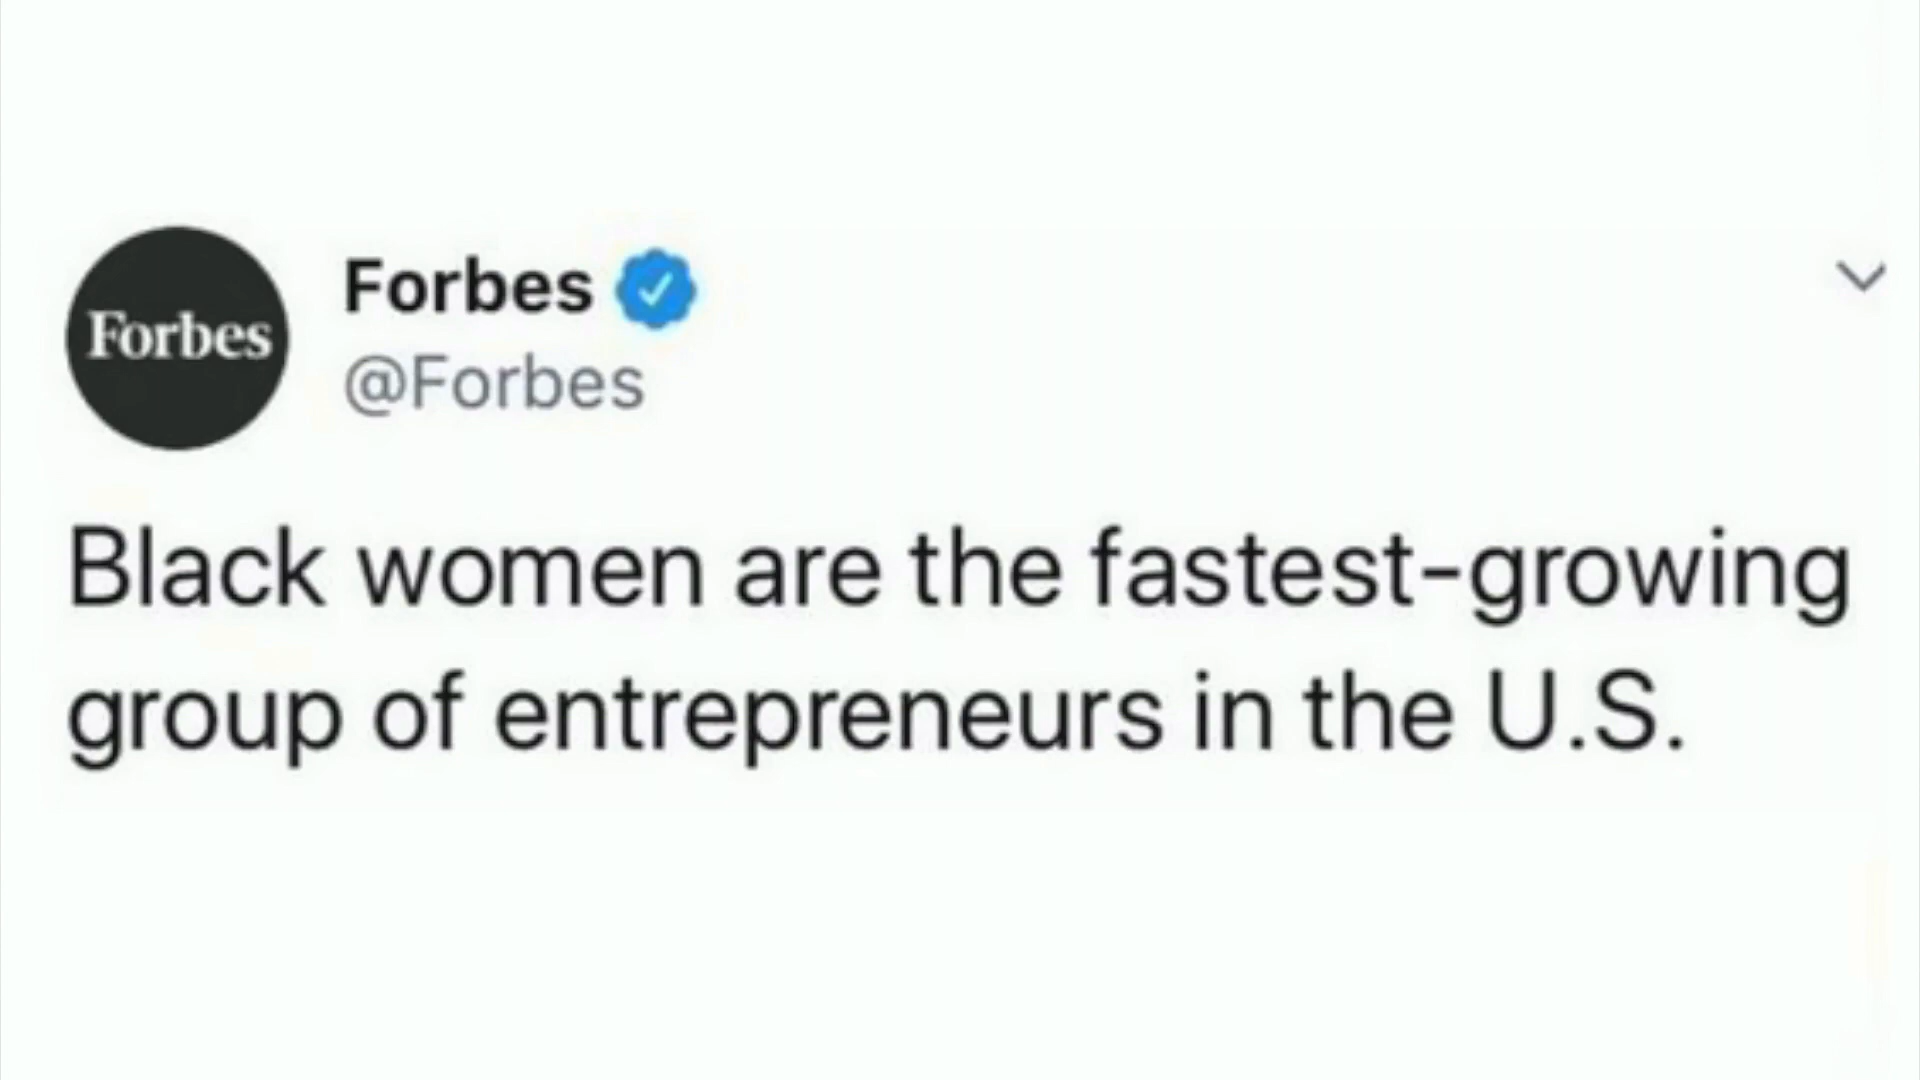 Forbes
Forbes
@Forbes
Black women are the fastest-growing
group of entrepreneurs in the U.S.